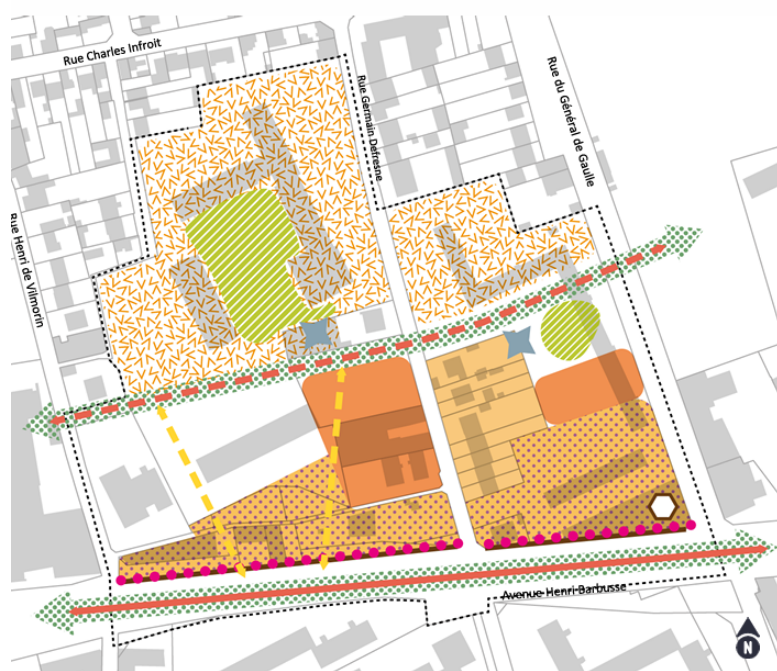 Rue Charles Infroit
Rue Germain Defresne
Rue du Général de Gaulle
Rue Henri de Vilmorin
Avenue Henri Barbusse
N